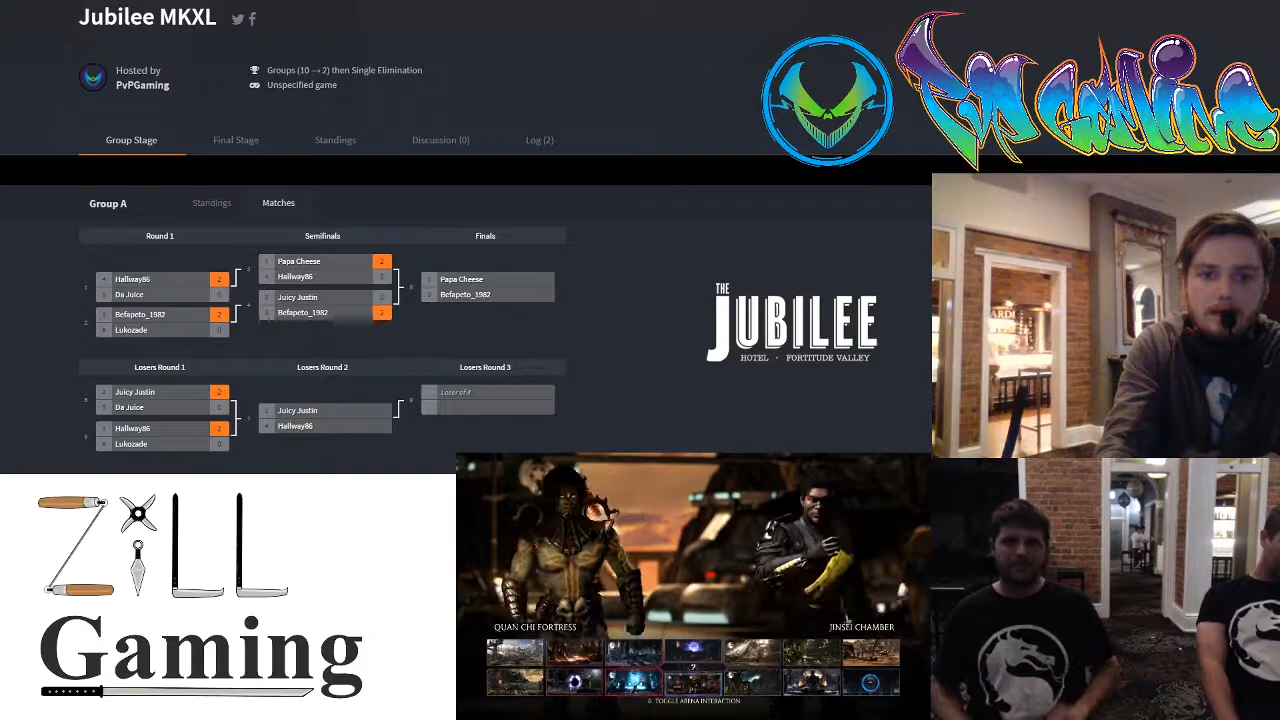 Jubilee MKXL
Hosted by
PvPGaming
Groups (10 → 2) then Single Elimination
Unspecified game
Group Stage
Final Stage
Standings
Discussion (0)
Log (2)
PvP GAMING
Group A
Standings
Matches
Round 1
Semifinals
Finals
Hallway86 2
Da Juice 0
Befapeto_1982 2
Lukozade 0
Papa Cheese 2
Hallway86 0
Juicy Justin 0
Befapeto_1982 2
Papa Cheese
Befapeto_1982
Losers Round 1
Losers Round 2
Losers Round 3
Juicy Justin 2
Da Juice 0
Hallway86 2
Lukozade 0
Juicy Justin
Hallway86
Loser of 8
THE
JUBILEE
HOTEL · FORTITUDE VALLEY
ZiLL
Gaming
QUAN CHI FORTRESS
JINSEI CHAMBER
?
TOGGLE ARENA INTERACTION